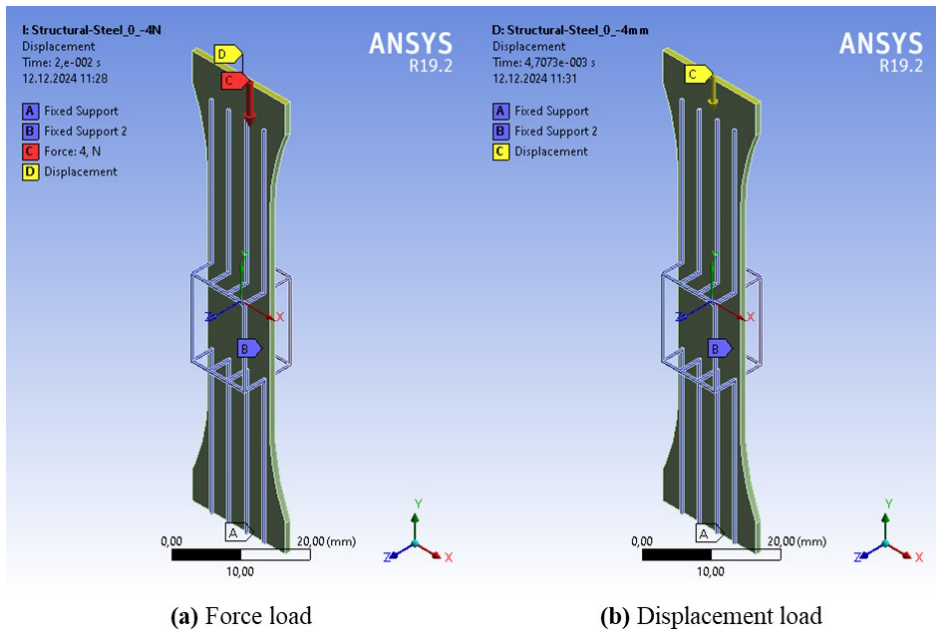 I: Structural-Steel_0_-4N
Displacement
Time: 2,e-002 s
12.12.2024 11:28
A Fixed Support
B Fixed Support 2
C Force: 4, N
D Displacement
ANSYS
R19.2
D
C
Y
Z
X
B
A
0,00
20,00 (mm)
10,00
Y
Z
X
(a) Force load
D: Structural-Steel_0_-4mm
Displacement
Time: 4,7073e-003 s
12.12.2024 11:31
A Fixed Support
B Fixed Support 2
C Displacement
ANSYS
R19.2
C
Y
Z
X
B
A
0,00
20,00 (mm)
10,00
Y
Z
X
(b) Displacement load